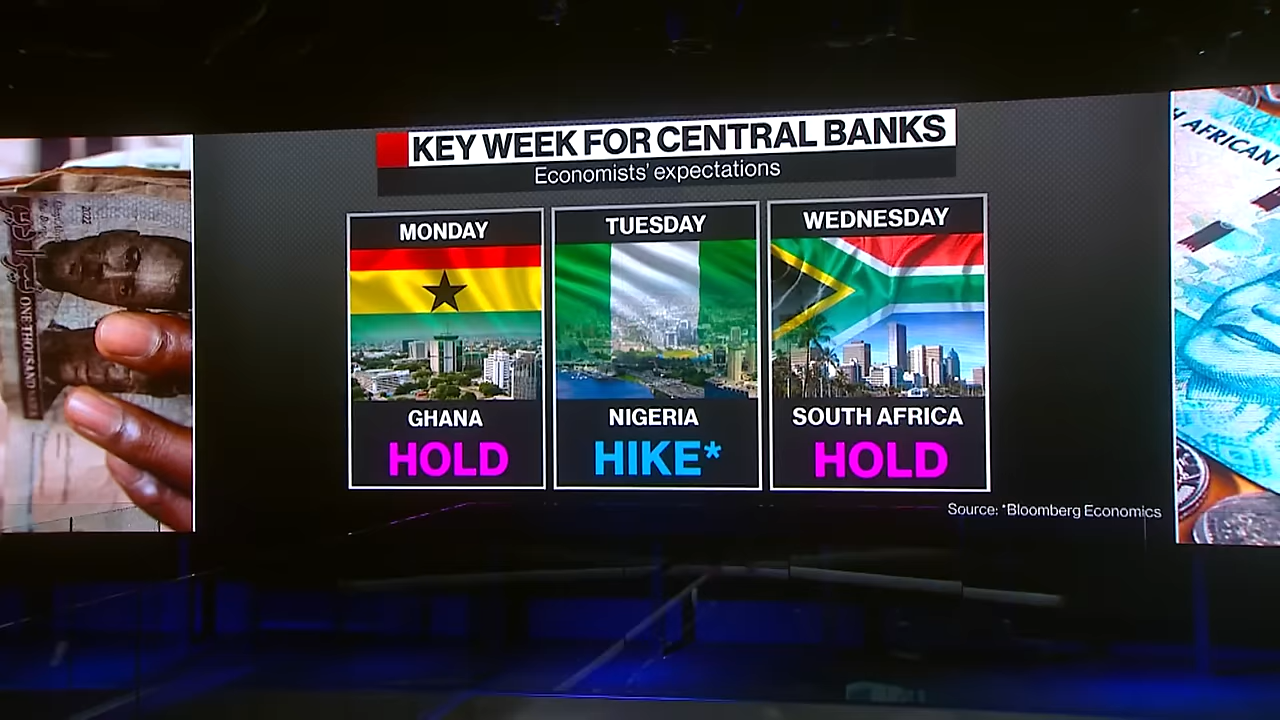 KEY WEEK FOR CENTRAL BANKS
Economists' expectations
MONDAY
GHANA
HOLD
TUESDAY
NIGERIA
HIKE*
WEDNESDAY
SOUTH AFRICA
HOLD
Source: *Bloomberg Economics
2022
ONE THOUSAND
H AFRICAN